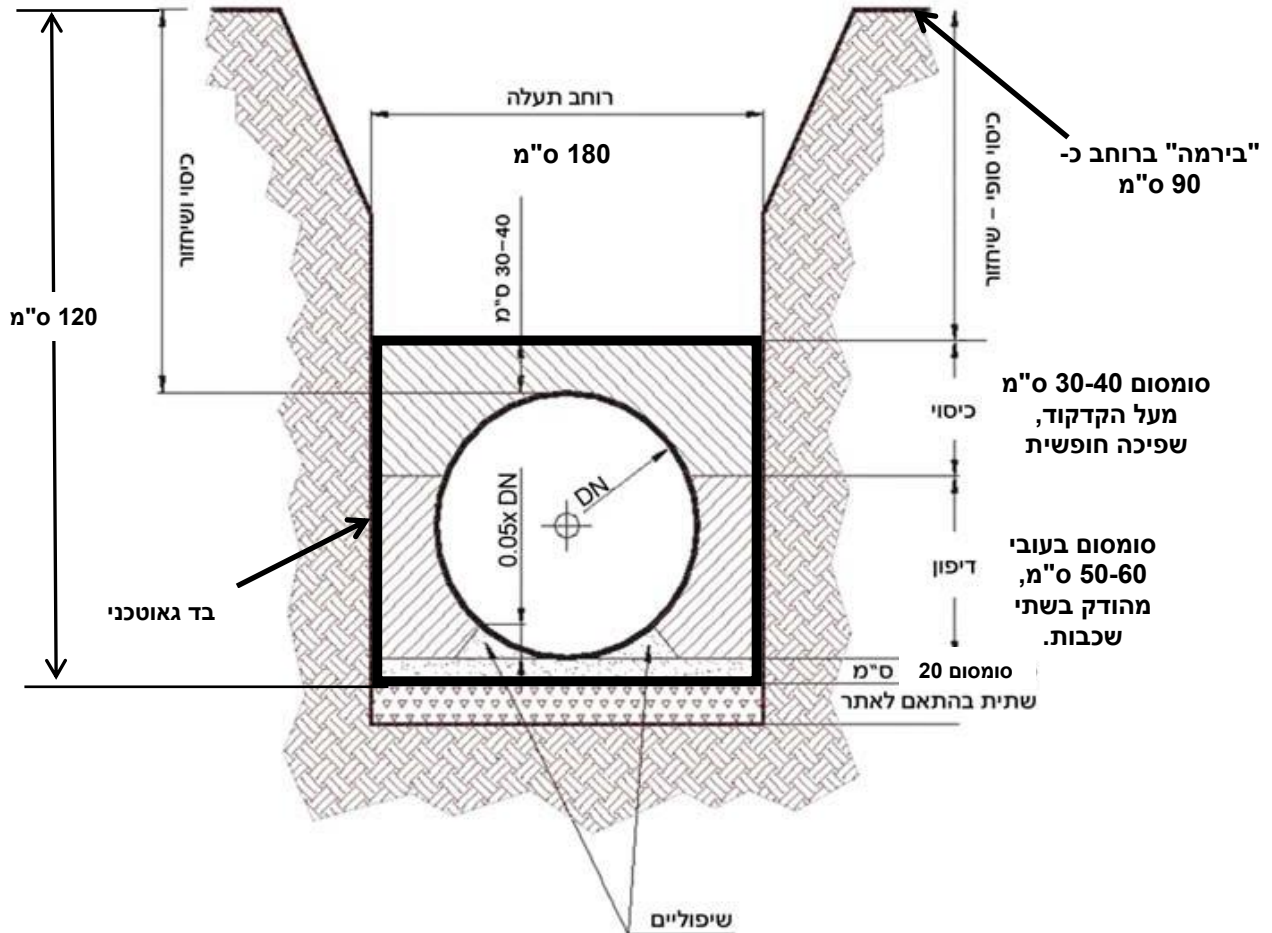 רוחב תעלה
180 ס"מ
"בירמה" ברוחב כ-
90 ס"מ
כיסוי ושיחזור
כיסוי סופי – שיחזור
30-40 ס"מ
120 ס"מ
סומסום 30-40 ס"מ
מעל הקדקוד,
שפיכה חופשית
כיסוי
DN
0.05x DN
סומסום בעובי
50-60 ס"מ,
מהודק בשתי
שכבות.
דיפון
בד גאוטכני
סומסום 20 ס"מ
שתית בהתאם לאתר
שיפוליים